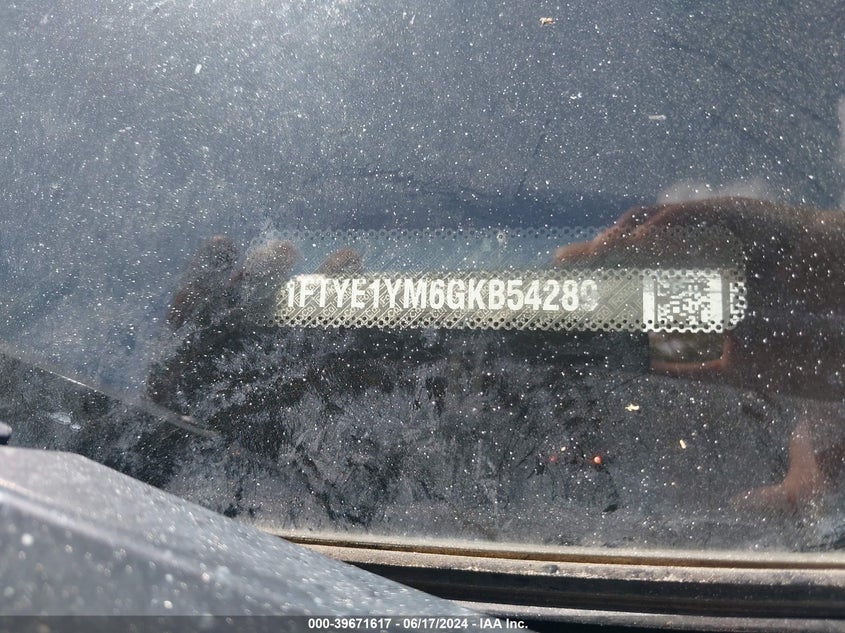 1FTYE1YM6GKB54289
000-39671617 - 06/17/2024 - IAA Inc.